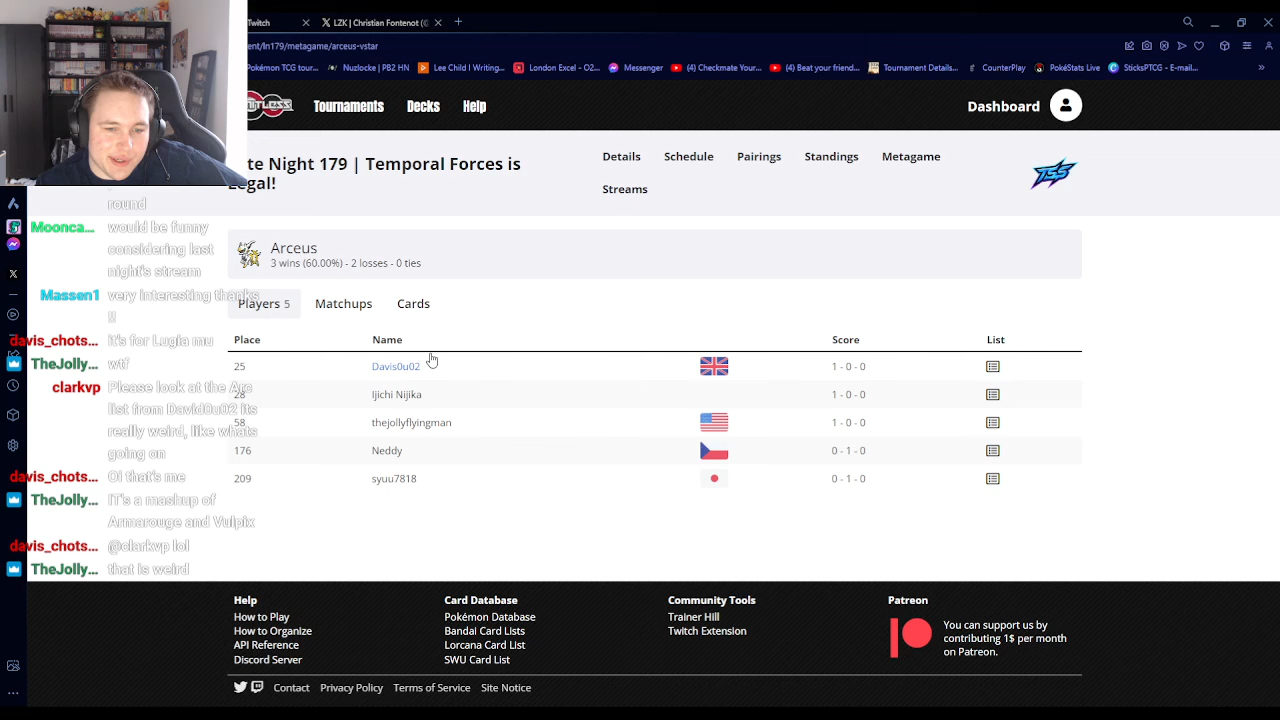 Twitch
LZK | Christian Fontenot (@
ent/ln179/metagame/arceus-vstar
Pokémon TCG tour...
Nuzlocke | PB2 HN
Lee Child | Writing...
London Excel - O2...
Messenger
(4) Checkmate Your...
(4) Beat your friend...
Tournament Details...
CounterPlay
PokéStats Live
SticksPTCG - E-mail...
Tournaments
Decks
Help
Dashboard
te Night 179 | Temporal Forces is
Legal!
Details
Schedule
Pairings
Standings
Metagame
Streams
TSS
Arceus
3 wins (60.00%) - 2 losses - 0 ties
Players 5
Matchups
Cards
Place
Name
Score
List
25
Davis0u02
1 - 0 - 0
28
Ijichi Nijika
1 - 0 - 0
58
thejollyflyingman
1 - 0 - 0
176
Neddy
0 - 1 - 0
209
syuu7818
0 - 1 - 0
round
Moonca... would be funny
considering last
night's stream
Massen1 very interesting thanks
!!
davis_chots... it's for Lugia mu
TheJolly... wtf
clarkvp Please look at the Arc
list from DavidOu02 its
really weird, like whats
going on
davis_chots... Oi that's me
TheJolly... IT's a mashup of
Armarouge and Vulpix
davis_chots... @clarkvp lol
TheJolly... that is weird
Help
How to Play
How to Organize
API Reference
Discord Server
Card Database
Pokémon Database
Bandai Card Lists
Lorcana Card List
SWU Card List
Community Tools
Trainer Hill
Twitch Extension
Patreon
You can support us by
contributing 1$ per month
on Patreon.
Contact
Privacy Policy
Terms of Service
Site Notice